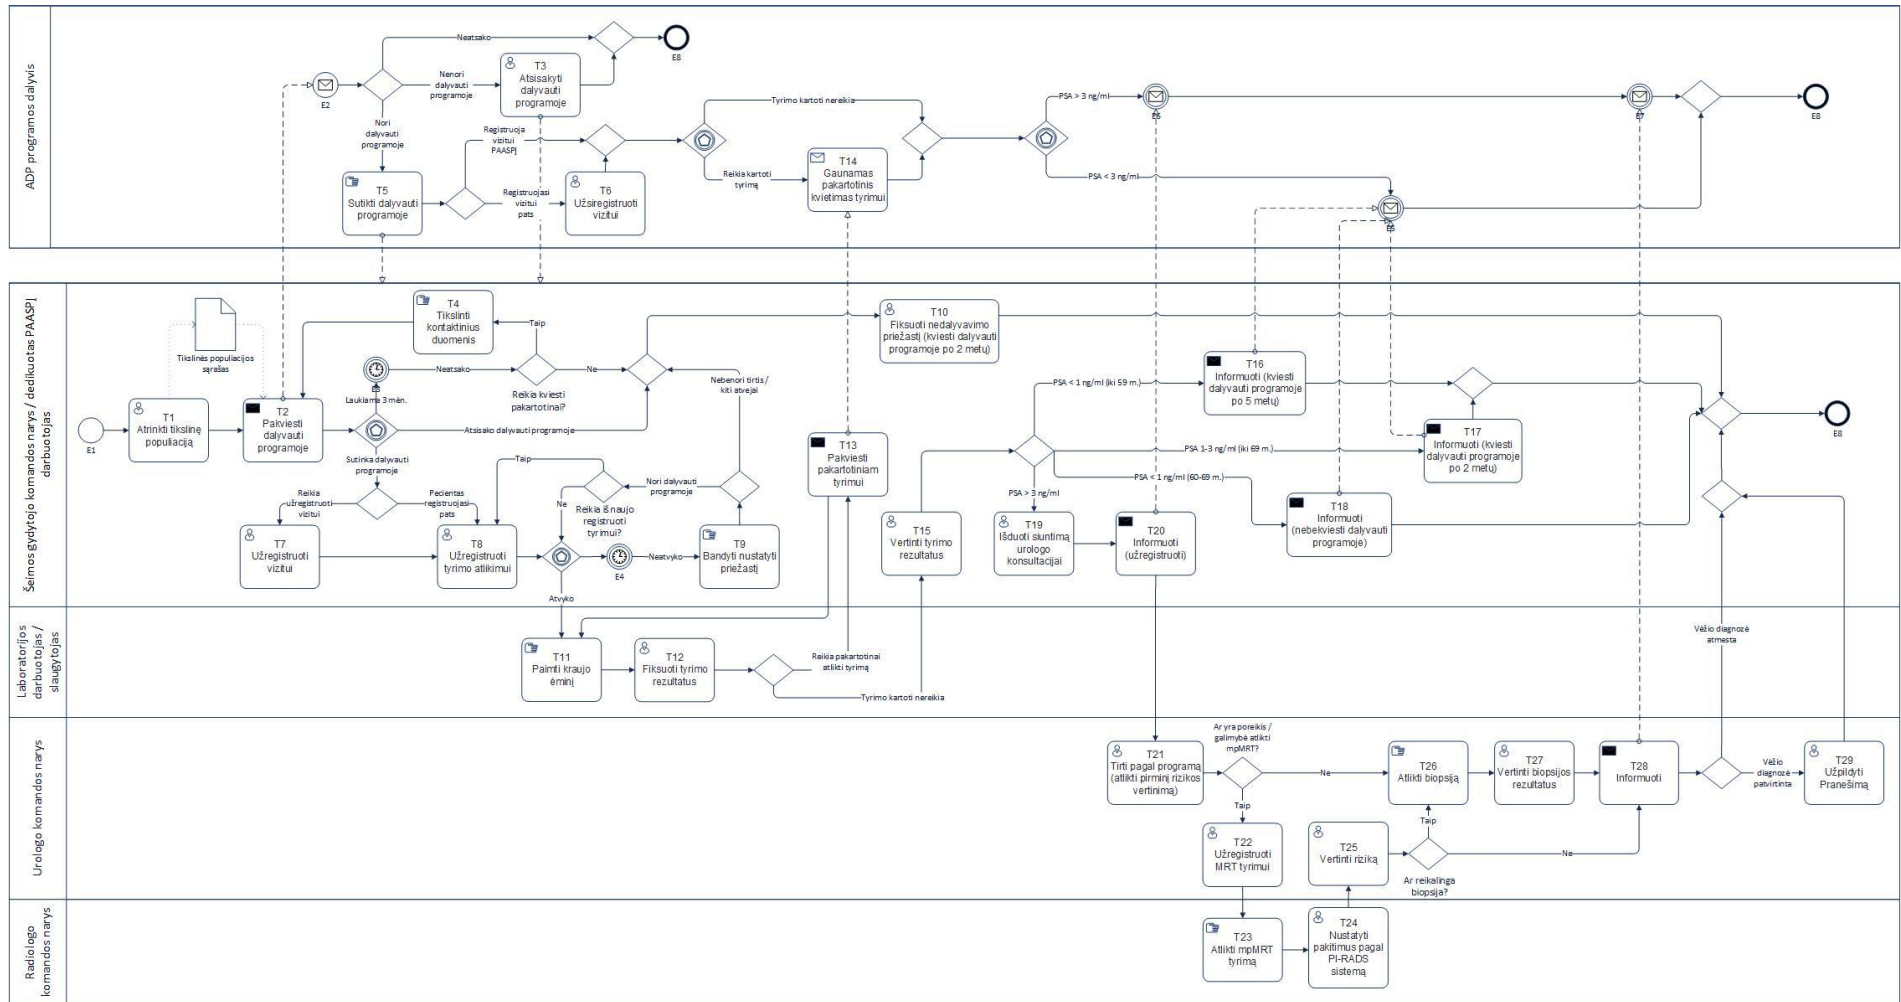 ADP programos dalyvis
Neatsako
E8
E2
Nenori
dalyvauti
programoje
T3
Atsisakyti
dalyvauti
programoje
Nori
dalyvauti
programoje
T5
Sutikti dalyvauti
programoje
Registruoja
vizitui
PAASPĮ
Registruojasi
vizitui
pats
T6
Užsiregistruoti
vizitui
Tyrimo kartoti nereikia
Reikia kartoti
tyrimą
T14
Gaunamas
pakartotinis
kvietimas tyrimui
PSA > 3 ng/ml
PSA < 3 ng/ml
E6
E5
E7
E8
Šeimos gydytojo komandos narys / dedikuotas PAASPĮ
darbuotojas
E1
T1
Atrinkti tikslinę
populiaciją
Tikslinės populiacijos
sąrašas
T2
Pakviesti
dalyvauti
programoje
T4
Tikslinti
kontaktinius
duomenis
Taip
Neatsako
Laukiama 3 mėn.
Reikia kviesti
pakartotinai?
Ne
Atsisako dalyvauti programoje
Sutinka dalyvauti
programoje
Reikia
užregistruoti
vizitui
Pacientas
registruojasi
pats
T7
Užregistruoti
vizitui
T8
Užregistruoti
tyrimo atlikimui
Taip
Ne
Reikia iš naujo
registruoti
tyrimui?
Nori dalyvauti
programoje
Nebenori tirtis /
kiti atvejai
E4
Neatvyko
T9
Bandyti nustatyti
priežastį
Atvyko
T10
Fiksuoti nedalyvavimo
priežastį (kviesti dalyvauti
programoje po 2 metų)
T13
Pakviesti
pakartotiniam
tyrimui
T15
Vertinti tyrimo
rezultatus
PSA < 1 ng/ml (iki 59 m.)
PSA 1-3 ng/ml (iki 69 m.)
PSA < 1 ng/ml (60-69 m.)
PSA > 3 ng/ml
T16
Informuoti (kviesti
dalyvauti programoje
po 5 metų)
T17
Informuoti (kviesti
dalyvauti programoje
po 2 metų)
T18
Informuoti
(nebekviesti dalyvauti
programoje)
T19
Išduoti siuntimą
urologo
konsultacijai
T20
Informuoti
(užregistruoti)
E8
Laboratorijos
darbuotojas /
slaugytojas
T11
Paimti kraujo
ėminį
T12
Fiksuoti tyrimo
rezultatus
Reikia pakartotinai
atlikti tyrimą
Tyrimo kartoti nereikia
Vėžio diagnozė
atmesta
Urologo komandos narys
T21
Tirti pagal programą
(atlikti pirminį rizikos
vertinimą)
Ar yra poreikis /
galimybė atlikti
mpMRT?
Ne
Taip
T22
Užregistruoti
MRT tyrimui
T25
Vertinti riziką
Taip
Ar reikalinga
biopsija?
Ne
T26
Atlikti biopsiją
T27
Vertinti biopsijos
rezultatus
T28
Informuoti
Vėžio
diagnozė
patvirtinta
T29
Užpildyti
Pranešimą
Radiologo
komandos narys
T23
Atlikti mpMRT
tyrimą
T24
Nustatyti
pakitimus pagal
PI-RADS
sistemą